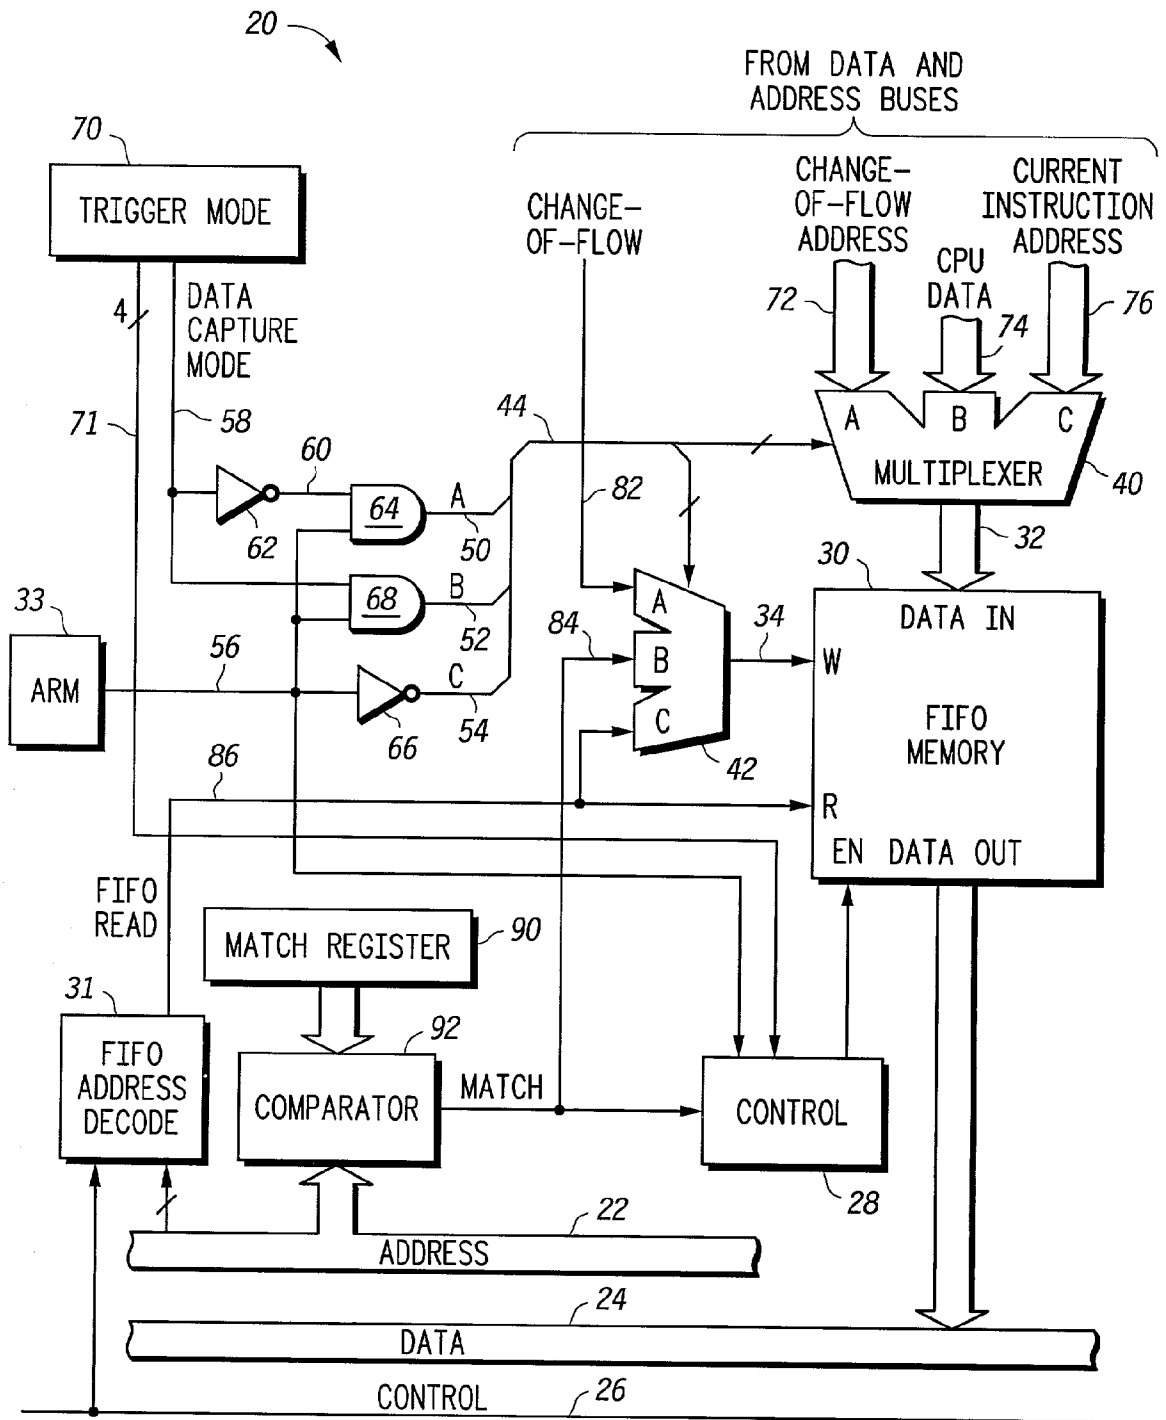 20
FROM DATA AND
ADDRESS BUSES
70
TRIGGER MODE
CHANGE-
OF-FLOW
CHANGE-
OF-FLOW
ADDRESS
CURRENT
INSTRUCTION
ADDRESS
CPU
DATA
72
74
76
4
DATA
CAPTURE
MODE
71
58
44
A
B
C
MULTIPLEXER
40
60
62
64
A
50
82
32
30
68
B
52
33
ARM
56
66
C
54
84
A
B
C
42
34
DATA IN
W
FIFO
MEMORY
R
EN DATA OUT
86
FIFO
READ
MATCH REGISTER
90
31
FIFO
ADDRESS
DECODE
92
COMPARATOR
MATCH
CONTROL
28
22
ADDRESS
24
DATA
CONTROL
26